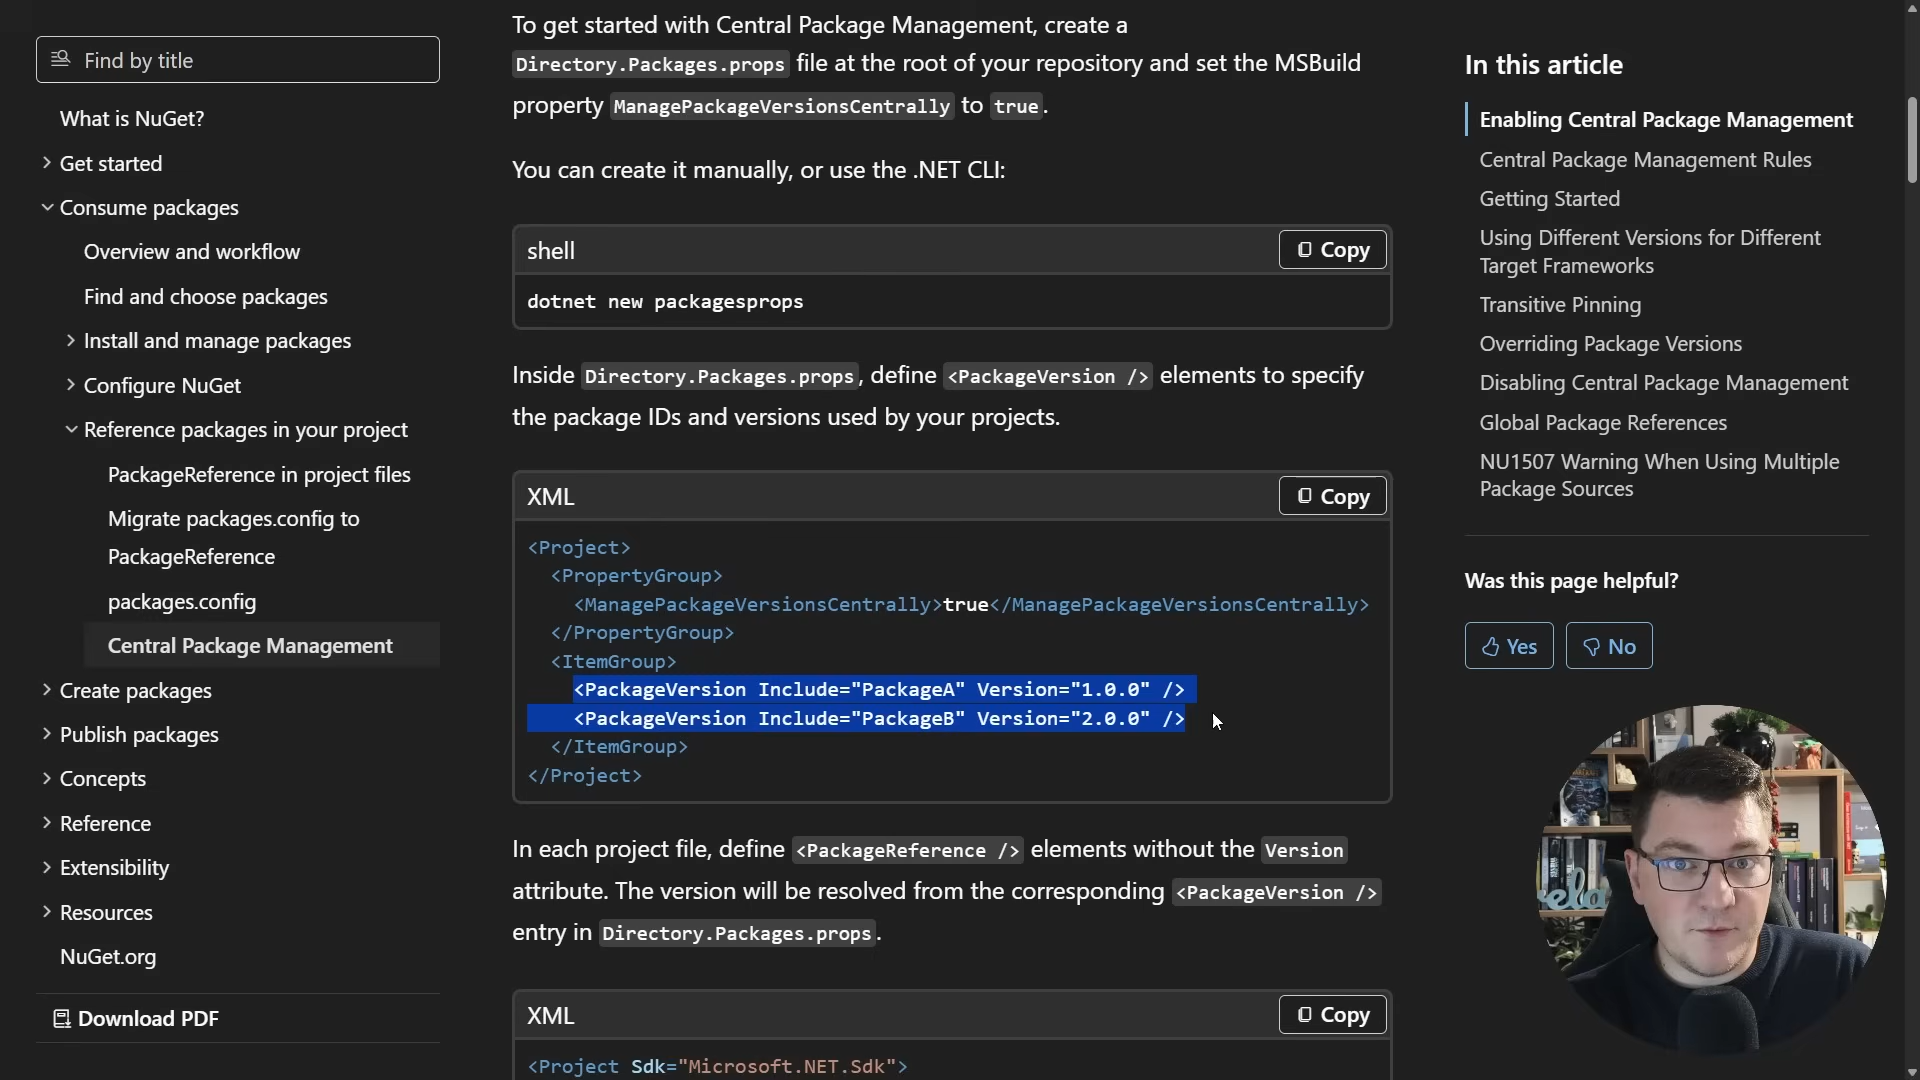 Find by title
What is NuGet?
Get started
Consume packages
Overview and workflow
Find and choose packages
Install and manage packages
Configure NuGet
Reference packages in your project
PackageReference in project files
Migrate packages.config to
PackageReference
packages.config
Central Package Management
Create packages
Publish packages
Concepts
Reference
Extensibility
Resources
NuGet.org
Download PDF
To get started with Central Package Management, create a
Directory.Packages.props file at the root of your repository and set the MSBuild
property ManagePackageVersionsCentrally to true.
You can create it manually, or use the .NET CLI:
shell
Copy
dotnet new packagesprops
Inside Directory.Packages.props, define <PackageVersion /> elements to specify
the package IDs and versions used by your projects.
XML
Copy
<Project>
<PropertyGroup>
<ManagePackageVersionsCentrally>true</ManagePackageVersionsCentrally>
</PropertyGroup>
<ItemGroup>
<PackageVersion Include="PackageA" Version="1.0.0" />
<PackageVersion Include="PackageB" Version="2.0.0" />
</ItemGroup>
</Project>
In each project file, define <PackageReference /> elements without the Version
attribute. The version will be resolved from the corresponding <PackageVersion />
entry in Directory.Packages.props.
XML
Copy
<Project Sdk="Microsoft.NET.Sdk">
In this article
Enabling Central Package Management
Central Package Management Rules
Getting Started
Using Different Versions for Different
Target Frameworks
Transitive Pinning
Overriding Package Versions
Disabling Central Package Management
Global Package References
NU1507 Warning When Using Multiple
Package Sources
Was this page helpful?
Yes
No